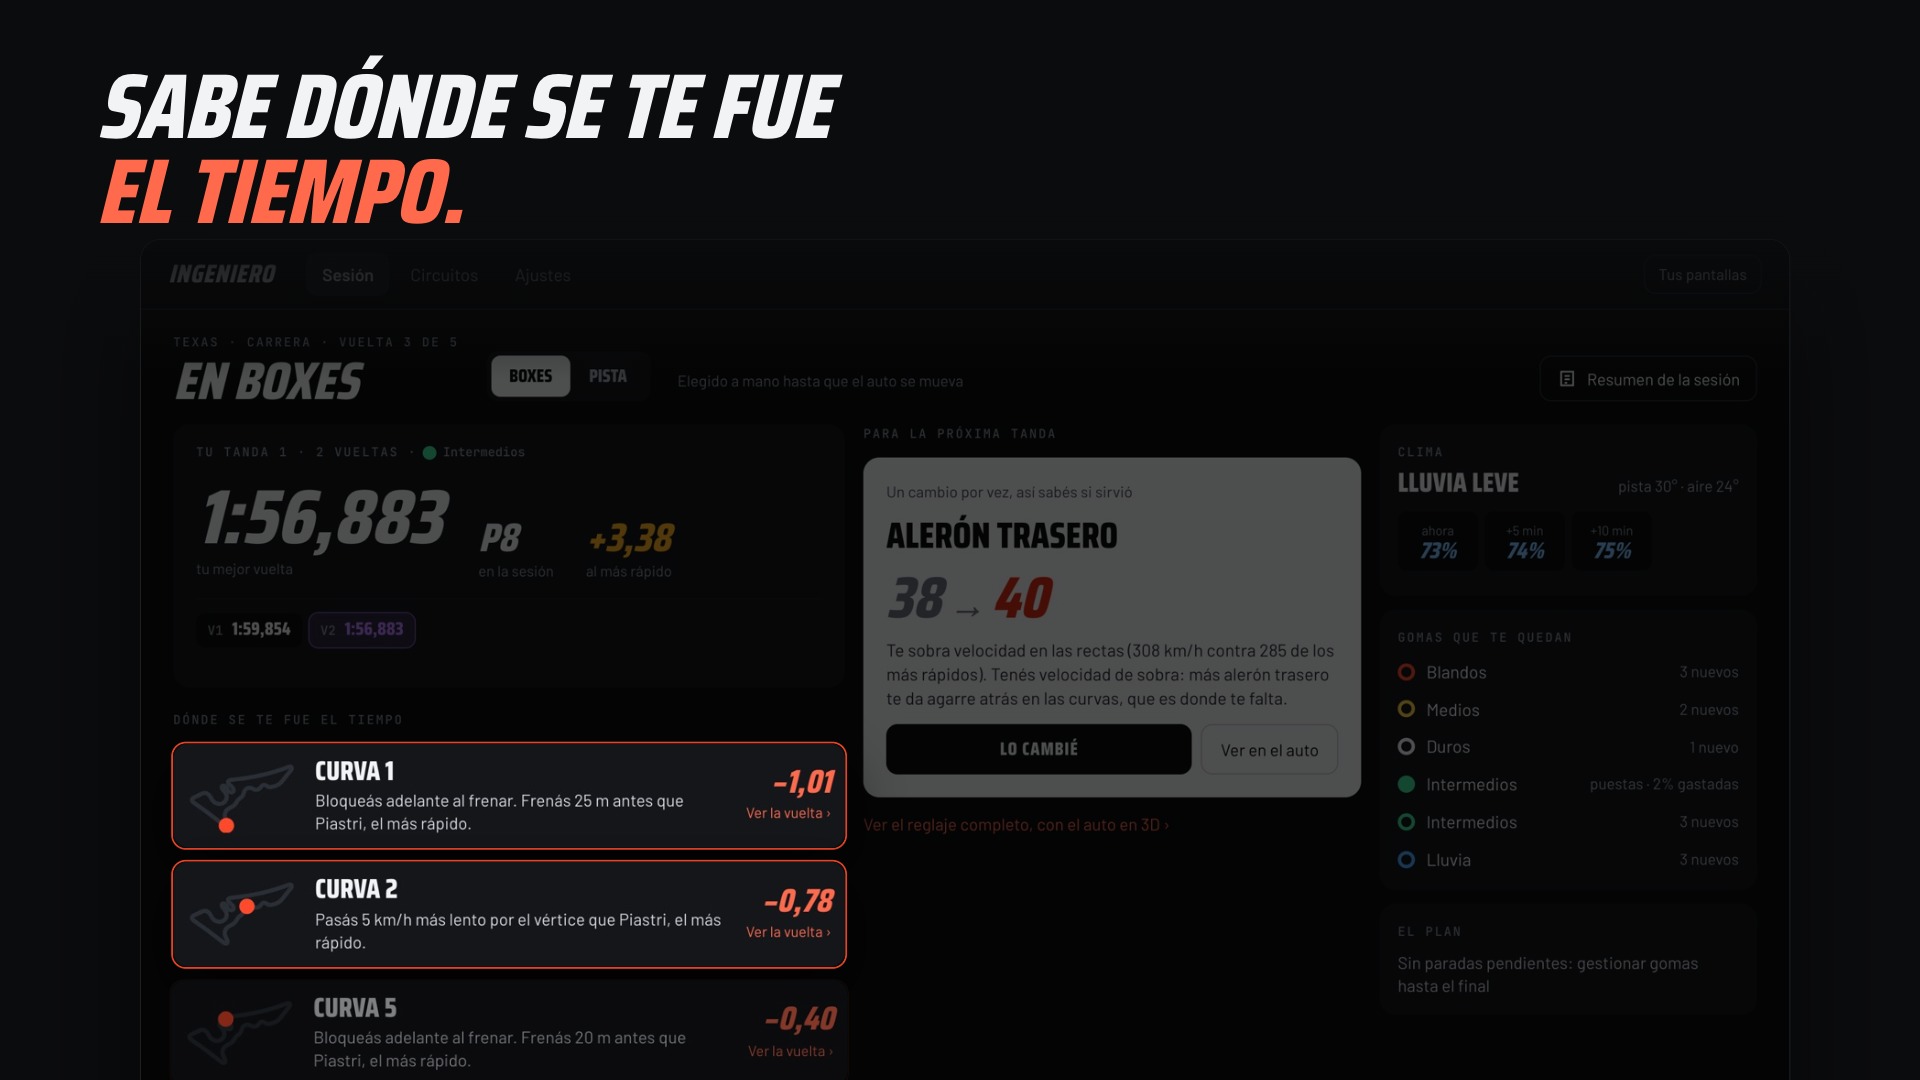 SABE DÓNDE SE TE FUE
EL TIEMPO.
INGENIERO
Sesión
Circuitos
Ajustes
Tus pantallas
TEXAS · CARRERA · VUELTA 3 DE 5
EN BOXES
BOXES
PISTA
Elegido a mano hasta que el auto se mueva
Resumen de la sesión
TU TANDA 1 · 2 VUELTAS · Intermedios
1:56,883
tu mejor vuelta
P8
en la sesión
+3,38
al más rápido
V1 1:59,854
V2 1:56,883
DÓNDE SE TE FUE EL TIEMPO
CURVA 1
Bloqueás adelante al frenar. Frenás 25 m antes que
Piastri, el más rápido.
−1,01
Ver la vuelta ›
CURVA 2
Pasás 5 km/h más lento por el vértice que Piastri, el más
rápido.
−0,78
Ver la vuelta ›
CURVA 5
Bloqueás adelante al frenar. Frenás 20 m antes que
Piastri, el más rápido.
−0,40
Ver la vuelta ›
PARA LA PRÓXIMA TANDA
Un cambio por vez, así sabés si sirvió
ALERÓN TRASERO
38 → 40
Te sobra velocidad en las rectas (308 km/h contra 285 de los
más rápidos). Tenés velocidad de sobra: más alerón trasero
te da agarre atrás en las curvas, que es donde te falta.
LO CAMBIÉ
Ver en el auto
Ver el reglaje completo, con el auto en 3D ›
CLIMA
LLUVIA LEVE
pista 30° · aire 24°
ahora
73%
+5 min
74%
+10 min
75%
GOMAS QUE TE QUEDAN
Blandos 3 nuevos
Medios 2 nuevos
Duros 1 nuevo
Intermedios puestas · 2% gastadas
Intermedios 3 nuevos
Lluvia 3 nuevos
EL PLAN
Sin paradas pendientes: gestionar gomas
hasta el final